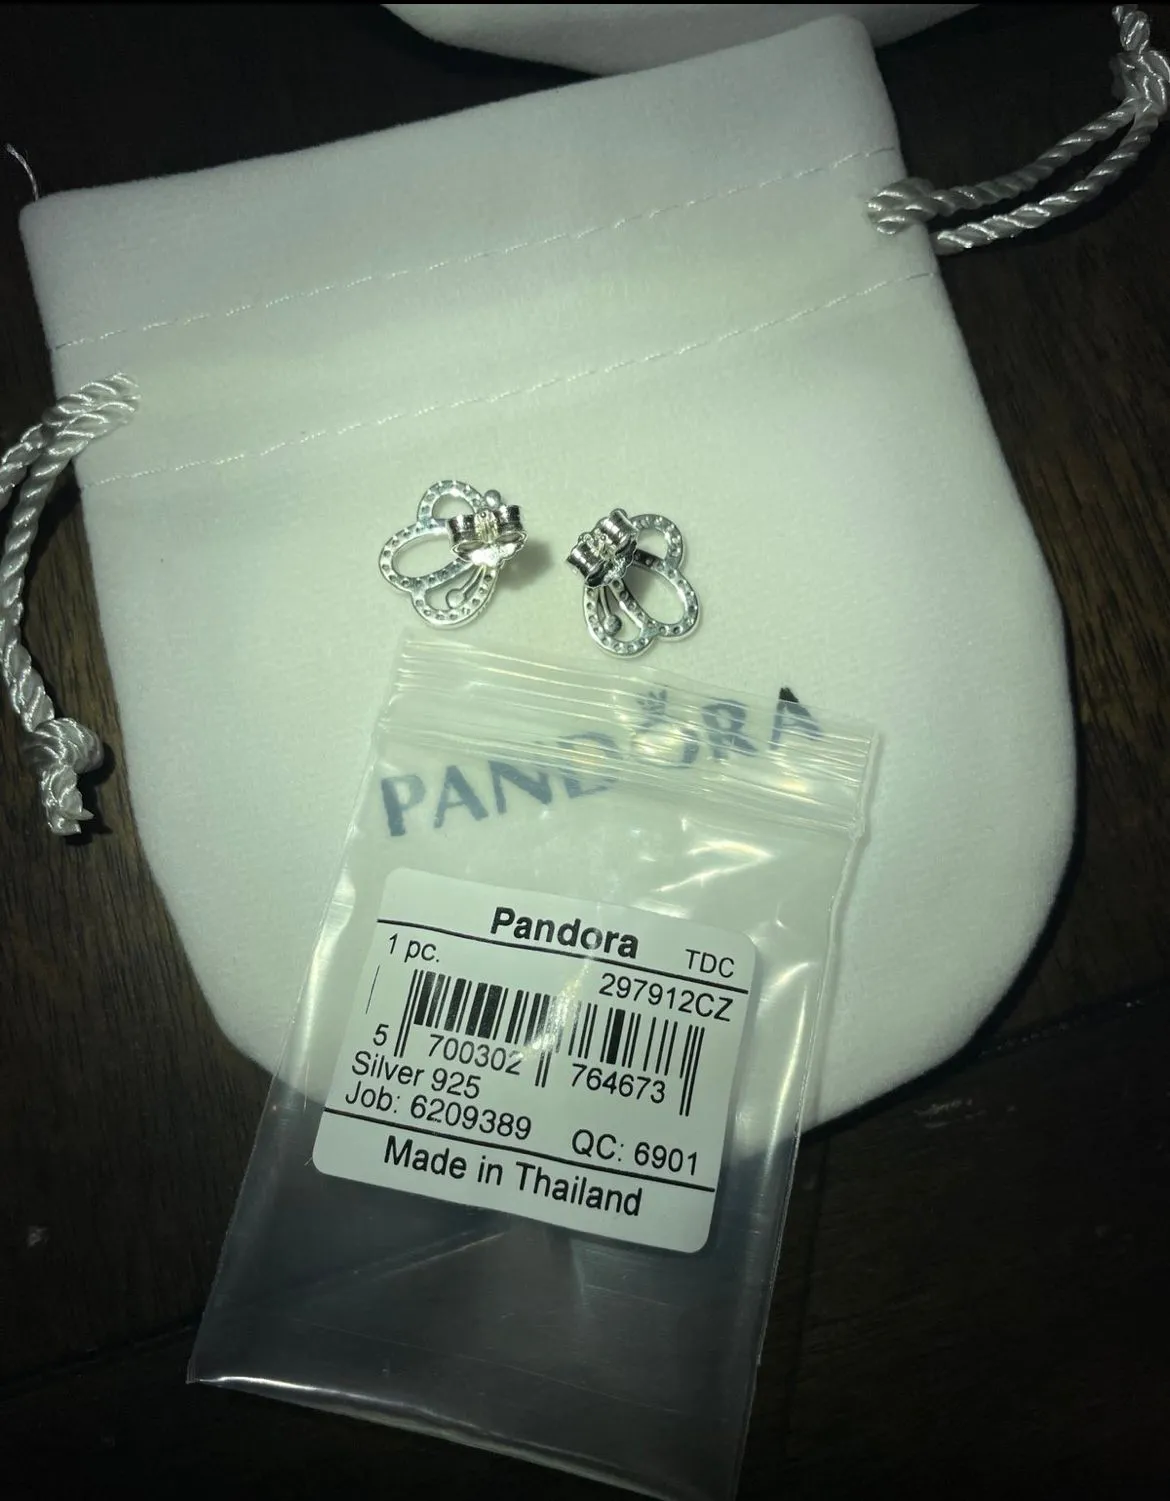 PANDORA
Pandora TDC
1 pc. 297912CZ
5 700302 764673
Silver 925
Job: 6209389 QC: 6901
Made in Thailand